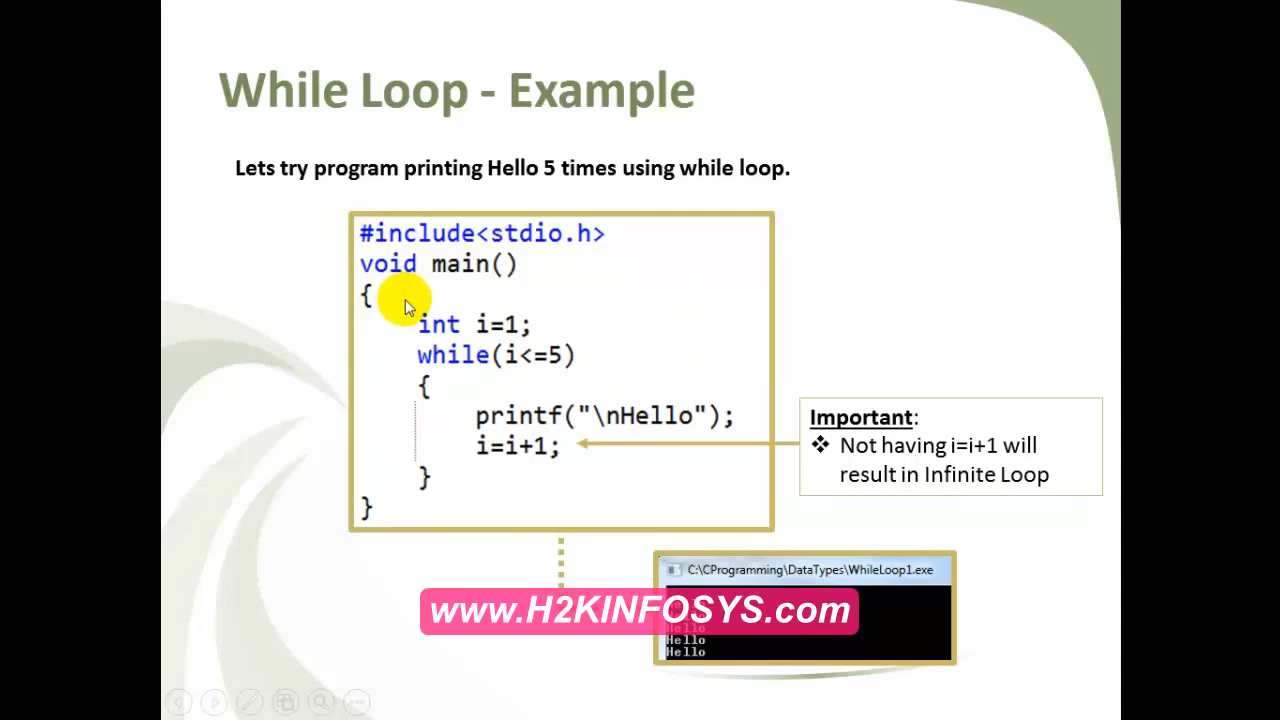 While Loop - Example
Lets try program printing Hello 5 times using while loop.
#include<stdio.h>
void main()
{
int i=1;
while(i<=5)
{
printf("\nHello");
i=i+1;
}
}
Important:
❖ Not having i=i+1 will
result in Infinite Loop
C:\CProgramming\DataTypes\WhileLoop1.exe
www.H2KINFOSYS.com
Hello
Hello
Hello